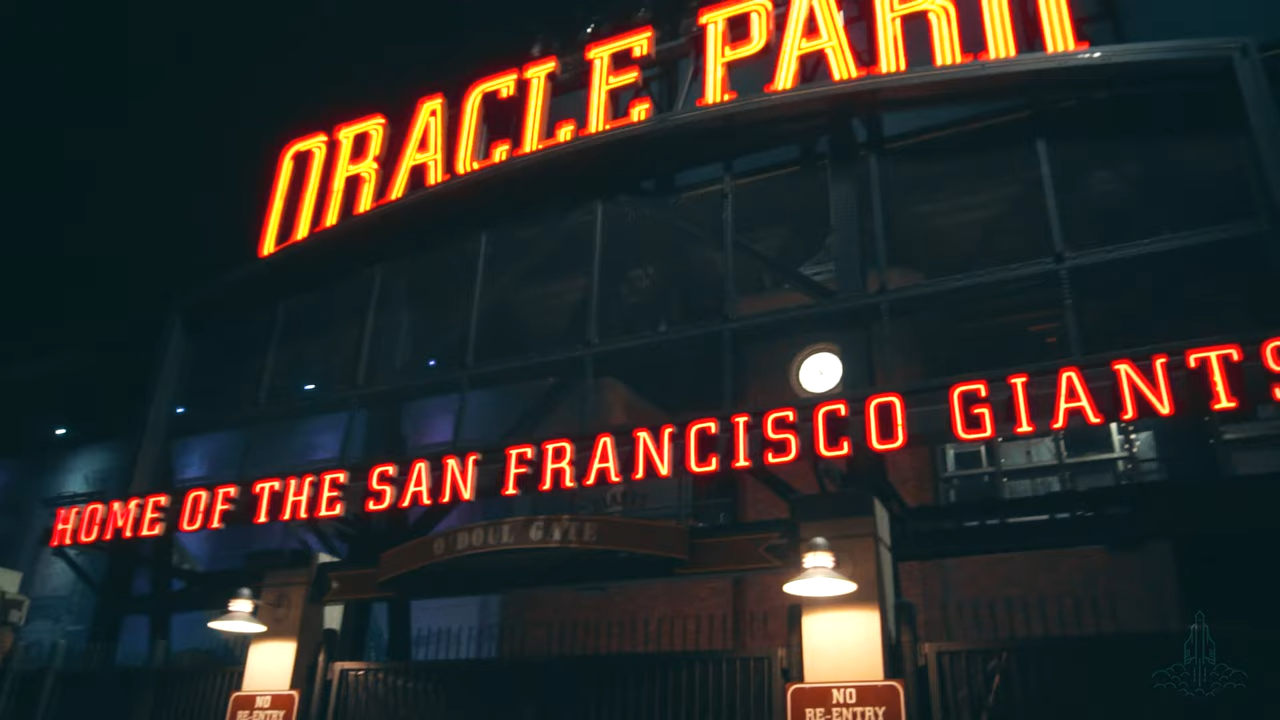 ORACLE PARK
HOME OF THE SAN FRANCISCO GIANTS
O'DOUL GATE
NO
RE-ENTRY
NO
RE-ENTRY